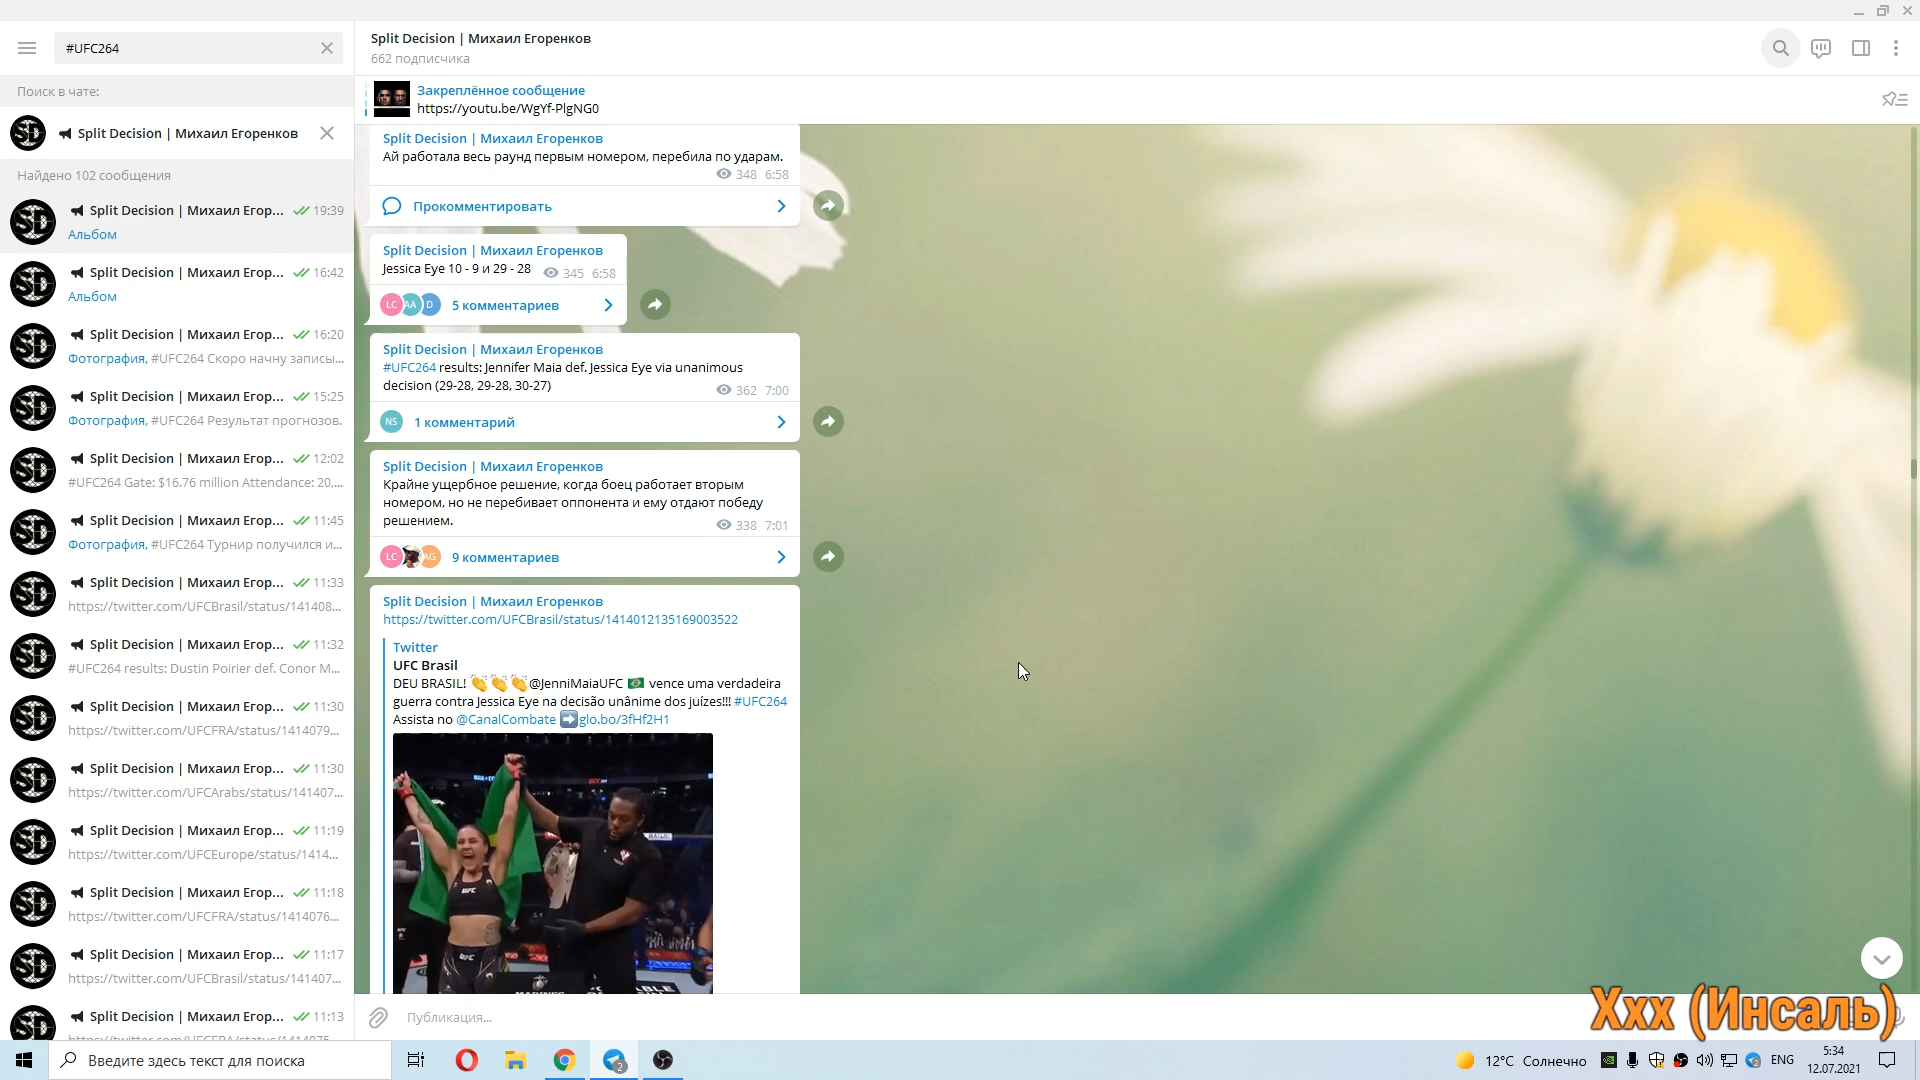 #UFC264
Поиск в чате:
Split Decision | Михаил Егоренков
Найдено 102 сообщения
Split Decision | Михаил Егор... 19:39
Альбом
Split Decision | Михаил Егор... 16:42
Альбом
Split Decision | Михаил Егор... 16:20
Фотография, #UFC264 Скоро начну записы...
Split Decision | Михаил Егор... 15:25
Фотография, #UFC264 Результат прогнозов.
Split Decision | Михаил Егор... 12:02
#UFC264 Gate: $16.76 million Attendance: 20,...
Split Decision | Михаил Егор... 11:45
Фотография, #UFC264 Турнир получился и...
Split Decision | Михаил Егор... 11:33
https://twitter.com/UFCBrasil/status/141408...
Split Decision | Михаил Егор... 11:32
#UFC264 results: Dustin Poirier def. Conor M...
Split Decision | Михаил Егор... 11:30
https://twitter.com/UFCFRA/status/1414079...
Split Decision | Михаил Егор... 11:30
https://twitter.com/UFCArabs/status/141407...
Split Decision | Михаил Егор... 11:19
https://twitter.com/UFCEurope/status/1414...
Split Decision | Михаил Егор... 11:18
https://twitter.com/UFCFRA/status/1414076...
Split Decision | Михаил Егор... 11:17
https://twitter.com/UFCBrasil/status/141407...
Split Decision | Михаил Егор... 11:13
Split Decision | Михаил Егоренков
662 подписчика
Закреплённое сообщение
https://youtu.be/WgYf-PlgNG0
Split Decision | Михаил Егоренков
Ай работала весь раунд первым номером, перебила по ударам.
348 6:58
Прокомментировать
Split Decision | Михаил Егоренков
Jessica Eye 10 - 9 и 29 - 28 345 6:58
LC AA D 5 комментариев
Split Decision | Михаил Егоренков
#UFC264 results: Jennifer Maia def. Jessica Eye via unanimous
decision (29-28, 29-28, 30-27) 362 7:00
NS 1 комментарий
Split Decision | Михаил Егоренков
Крайне ущербное решение, когда боец работает вторым
номером, но не перебивает оппонента и ему отдают победу
решением. 338 7:01
LC AG 9 комментариев
Split Decision | Михаил Егоренков
https://twitter.com/UFCBrasil/status/1414012135169003522
Twitter
UFC Brasil
DEU BRASIL! 👏👏👏@JenniMaiaUFC 🇧🇷 vence uma verdadeira
guerra contra Jessica Eye na decisão unânime dos juízes!!! #UFC264
Assista no @CanalCombate ➡️glo.bo/3fHf2H1
Публикация...
Xxx (Инсаль)
Введите здесь текст для поиска
2
12°C Солнечно
ENG
5:34
12.07.2021